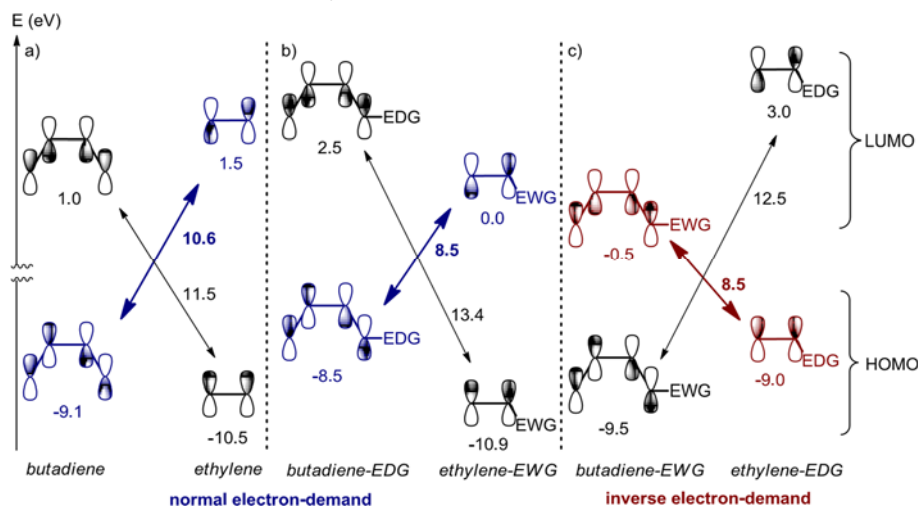 E (eV)
a)
b)
c)
EDG
EDG
3.0
LUMO
1.5
2.5
1.0
EWG
0.0
12.5
EWG
-0.5
10.6
8.5
8.5
11.5
13.4
EDG
EDG
HOMO
-8.5
-9.0
EWG
-9.1
-10.5
EWG
-10.9
-9.5
butadiene
ethylene
butadiene-EDG
ethylene-EWG
butadiene-EWG
ethylene-EDG
normal electron-demand
inverse electron-demand